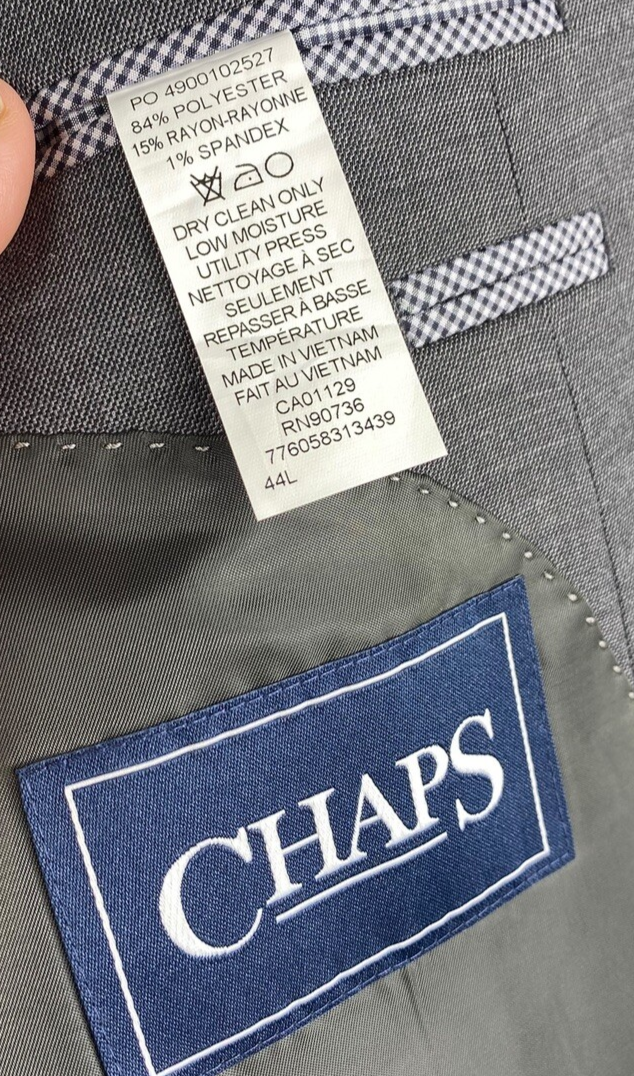 PO 4900102527
84% POLYESTER
15% RAYON-RAYONNE
1% SPANDEX
DRY CLEAN ONLY
LOW MOISTURE
UTILITY PRESS
NETTOYAGE À SEC
SEULEMENT
REPASSER À BASSE
TEMPÉRATURE
MADE IN VIETNAM
FAIT AU VIETNAM
CA01129
RN90736
776058313439
44L
CHAPS